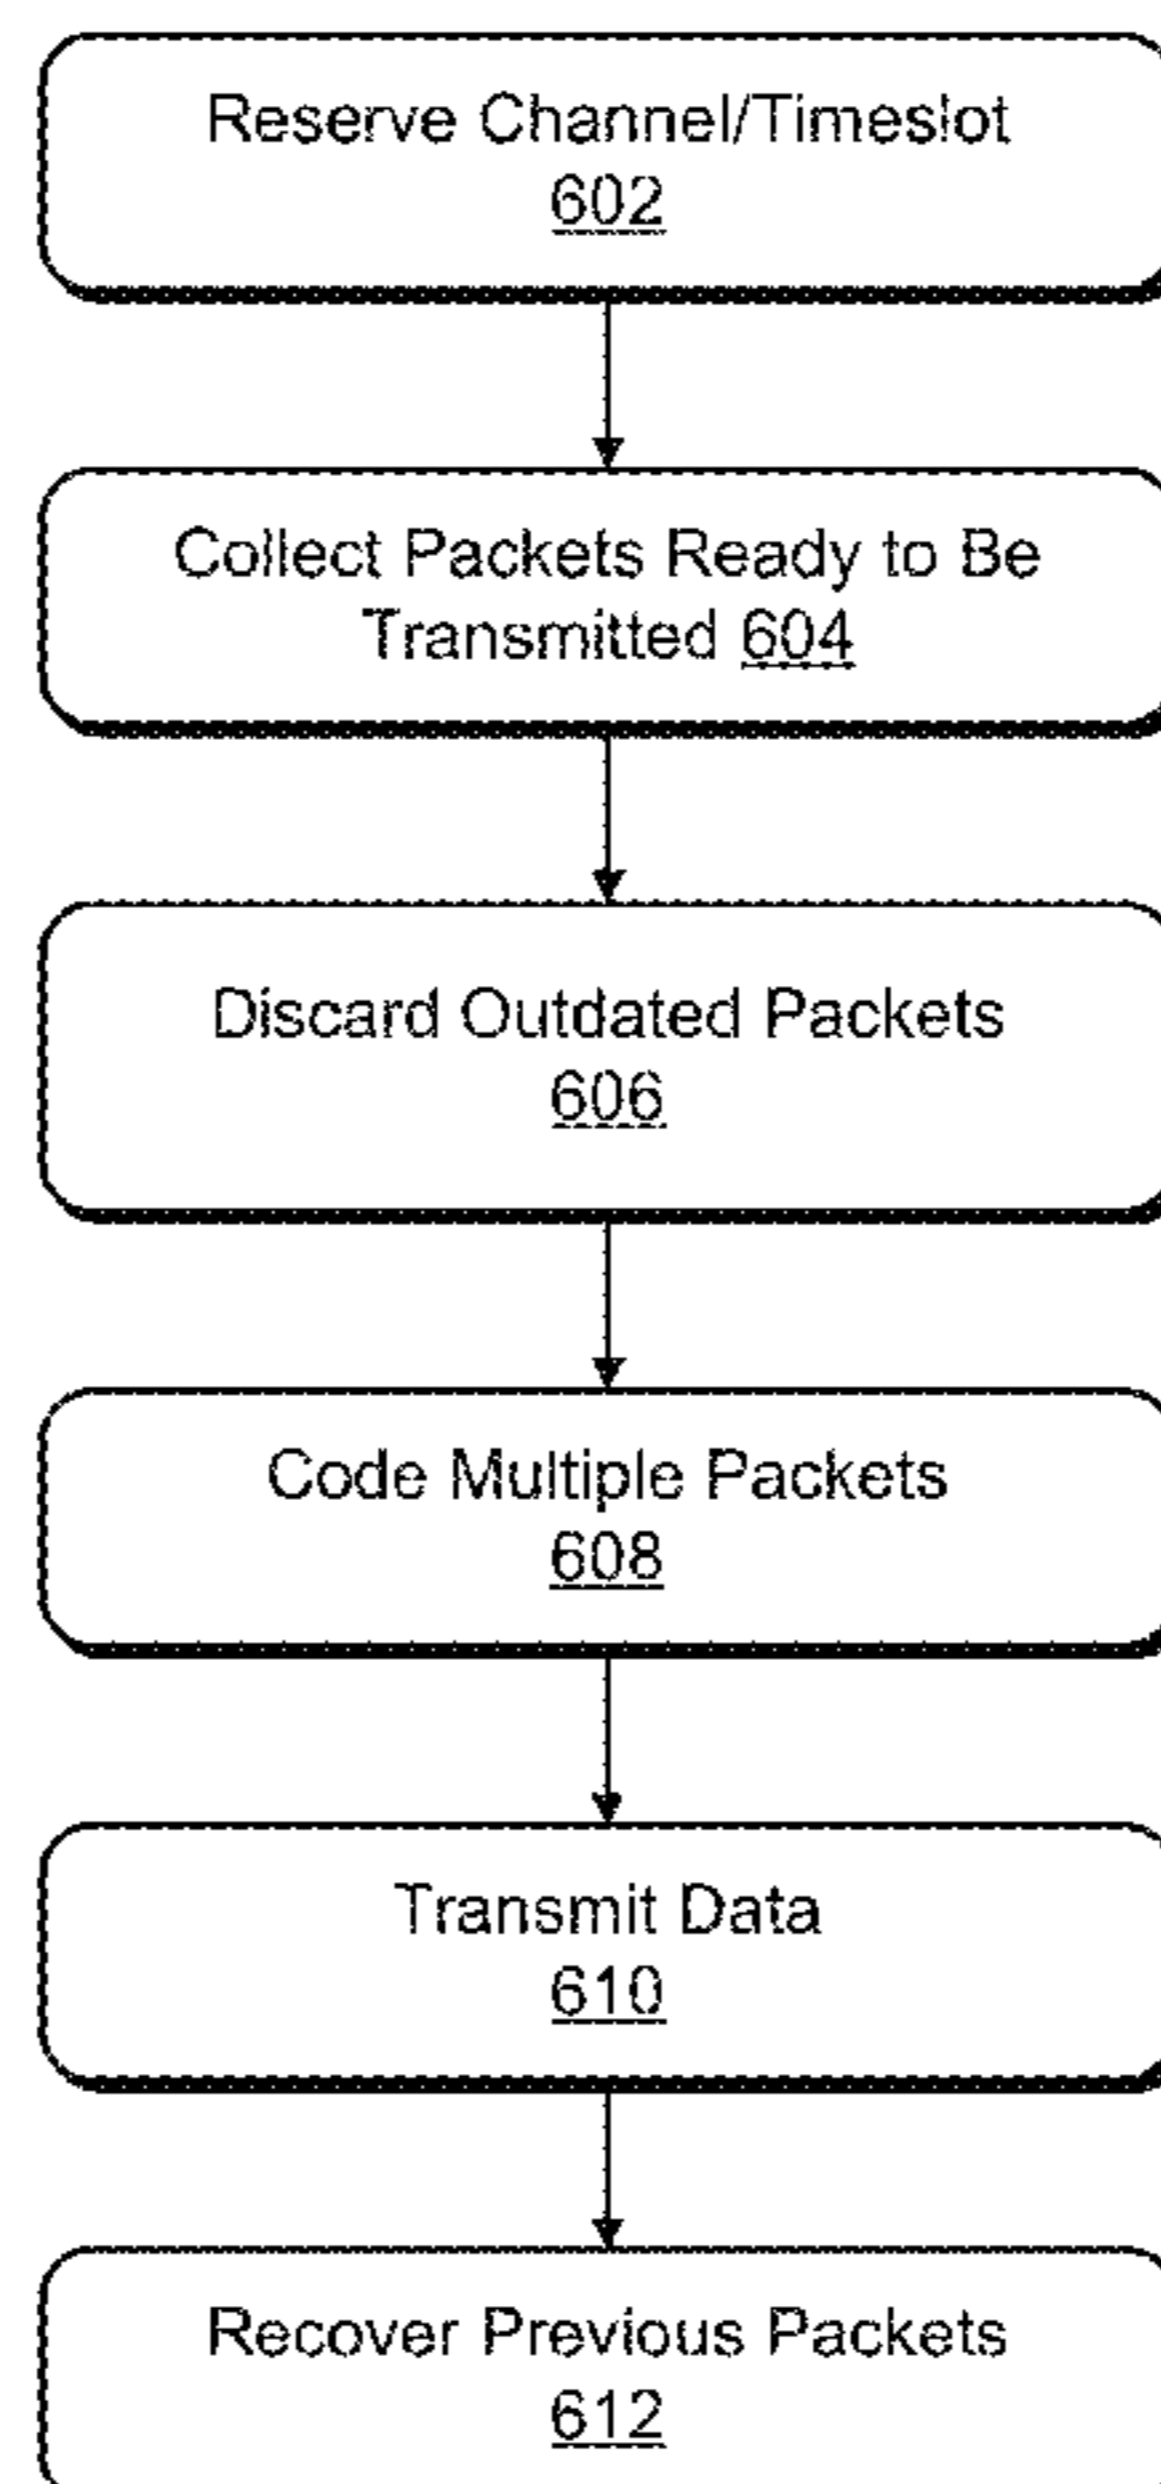 Reserve Channel/Timeslot
602
Collect Packets Ready to Be
Transmitted 604
Discard Outdated Packets
606
Code Multiple Packets
608
Transmit Data
610
Recover Previous Packets
612